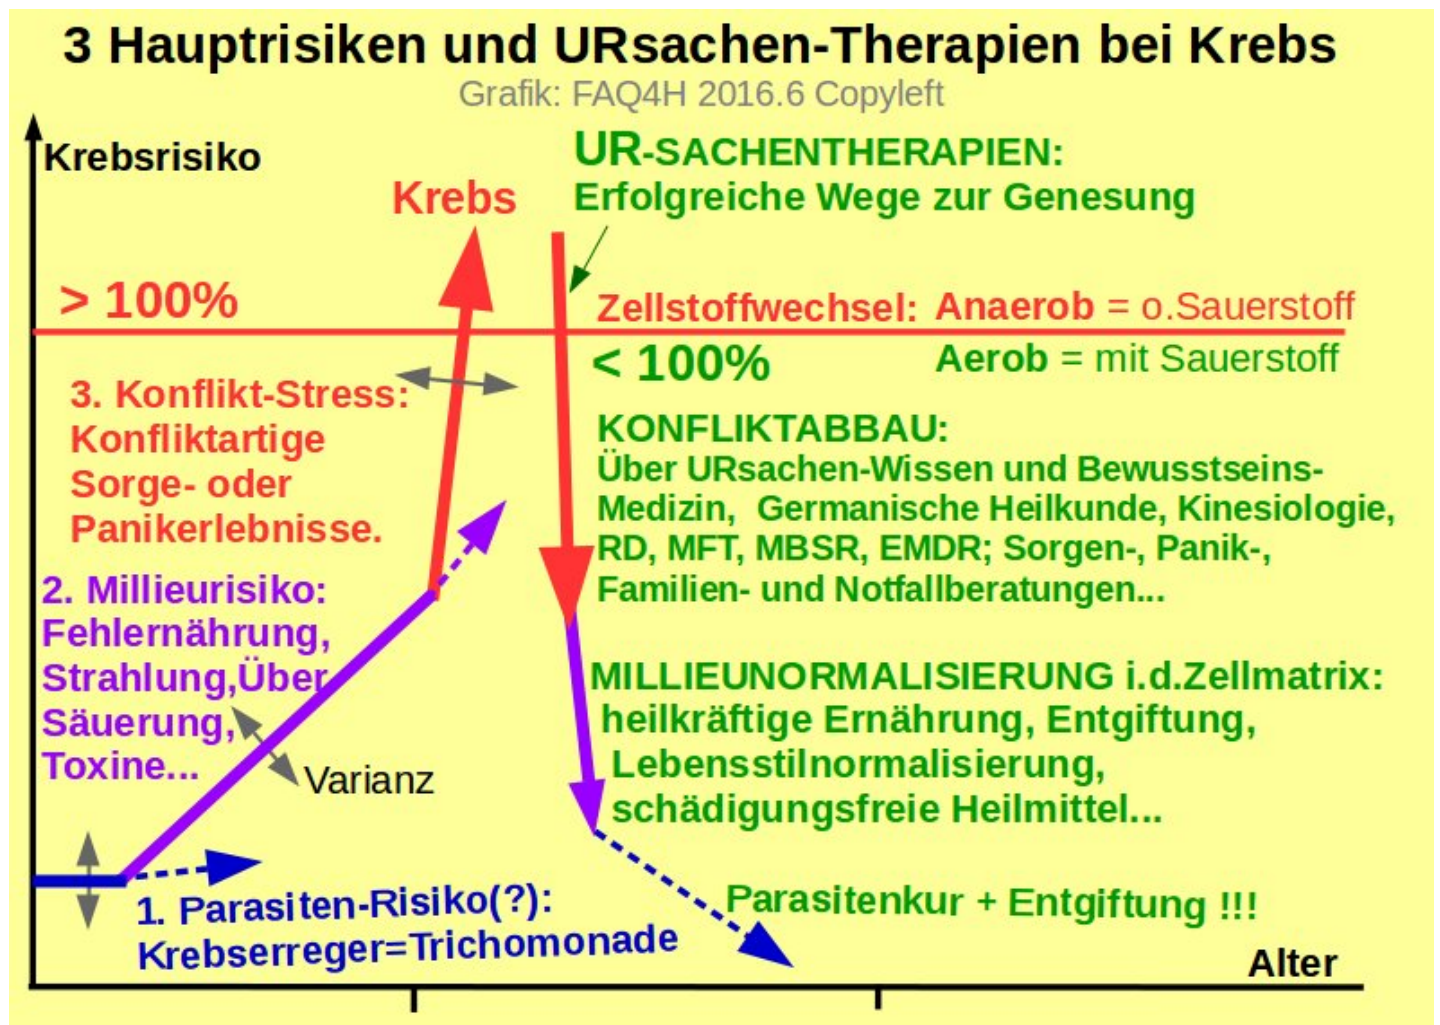 3 Hauptrisiken und URsachen-Therapien bei Krebs
Grafik: FAQ4H 2016.6 Copyleft
Krebsrisiko
Krebs
UR-SACHENTHERAPIEN:
Erfolgreiche Wege zur Genesung
> 100%
Zellstoffwechsel: Anaerob = o.Sauerstoff
< 100%
Aerob = mit Sauerstoff
3. Konflikt-Stress:
Konfliktartige
Sorge- oder
Panikerlebnisse.
KONFLIKTABBAU:
Über URsachen-Wissen und Bewusstseins-
Medizin, Germanische Heilkunde, Kinesiologie,
RD, MFT, MBSR, EMDR; Sorgen-, Panik-,
Familien- und Notfallberatungen...
2. Millieurisiko:
Fehlernährung,
Strahlung,Über
Säuerung,
Toxine...
Varianz
MILLIEUNORMALISIERUNG i.d.Zellmatrix:
heilkräftige Ernährung, Entgiftung,
Lebensstilnormalisierung,
schädigungsfreie Heilmittel...
1. Parasiten-Risiko(?):
Krebserreger=Trichomonade
Parasitenkur + Entgiftung !!!
Alter